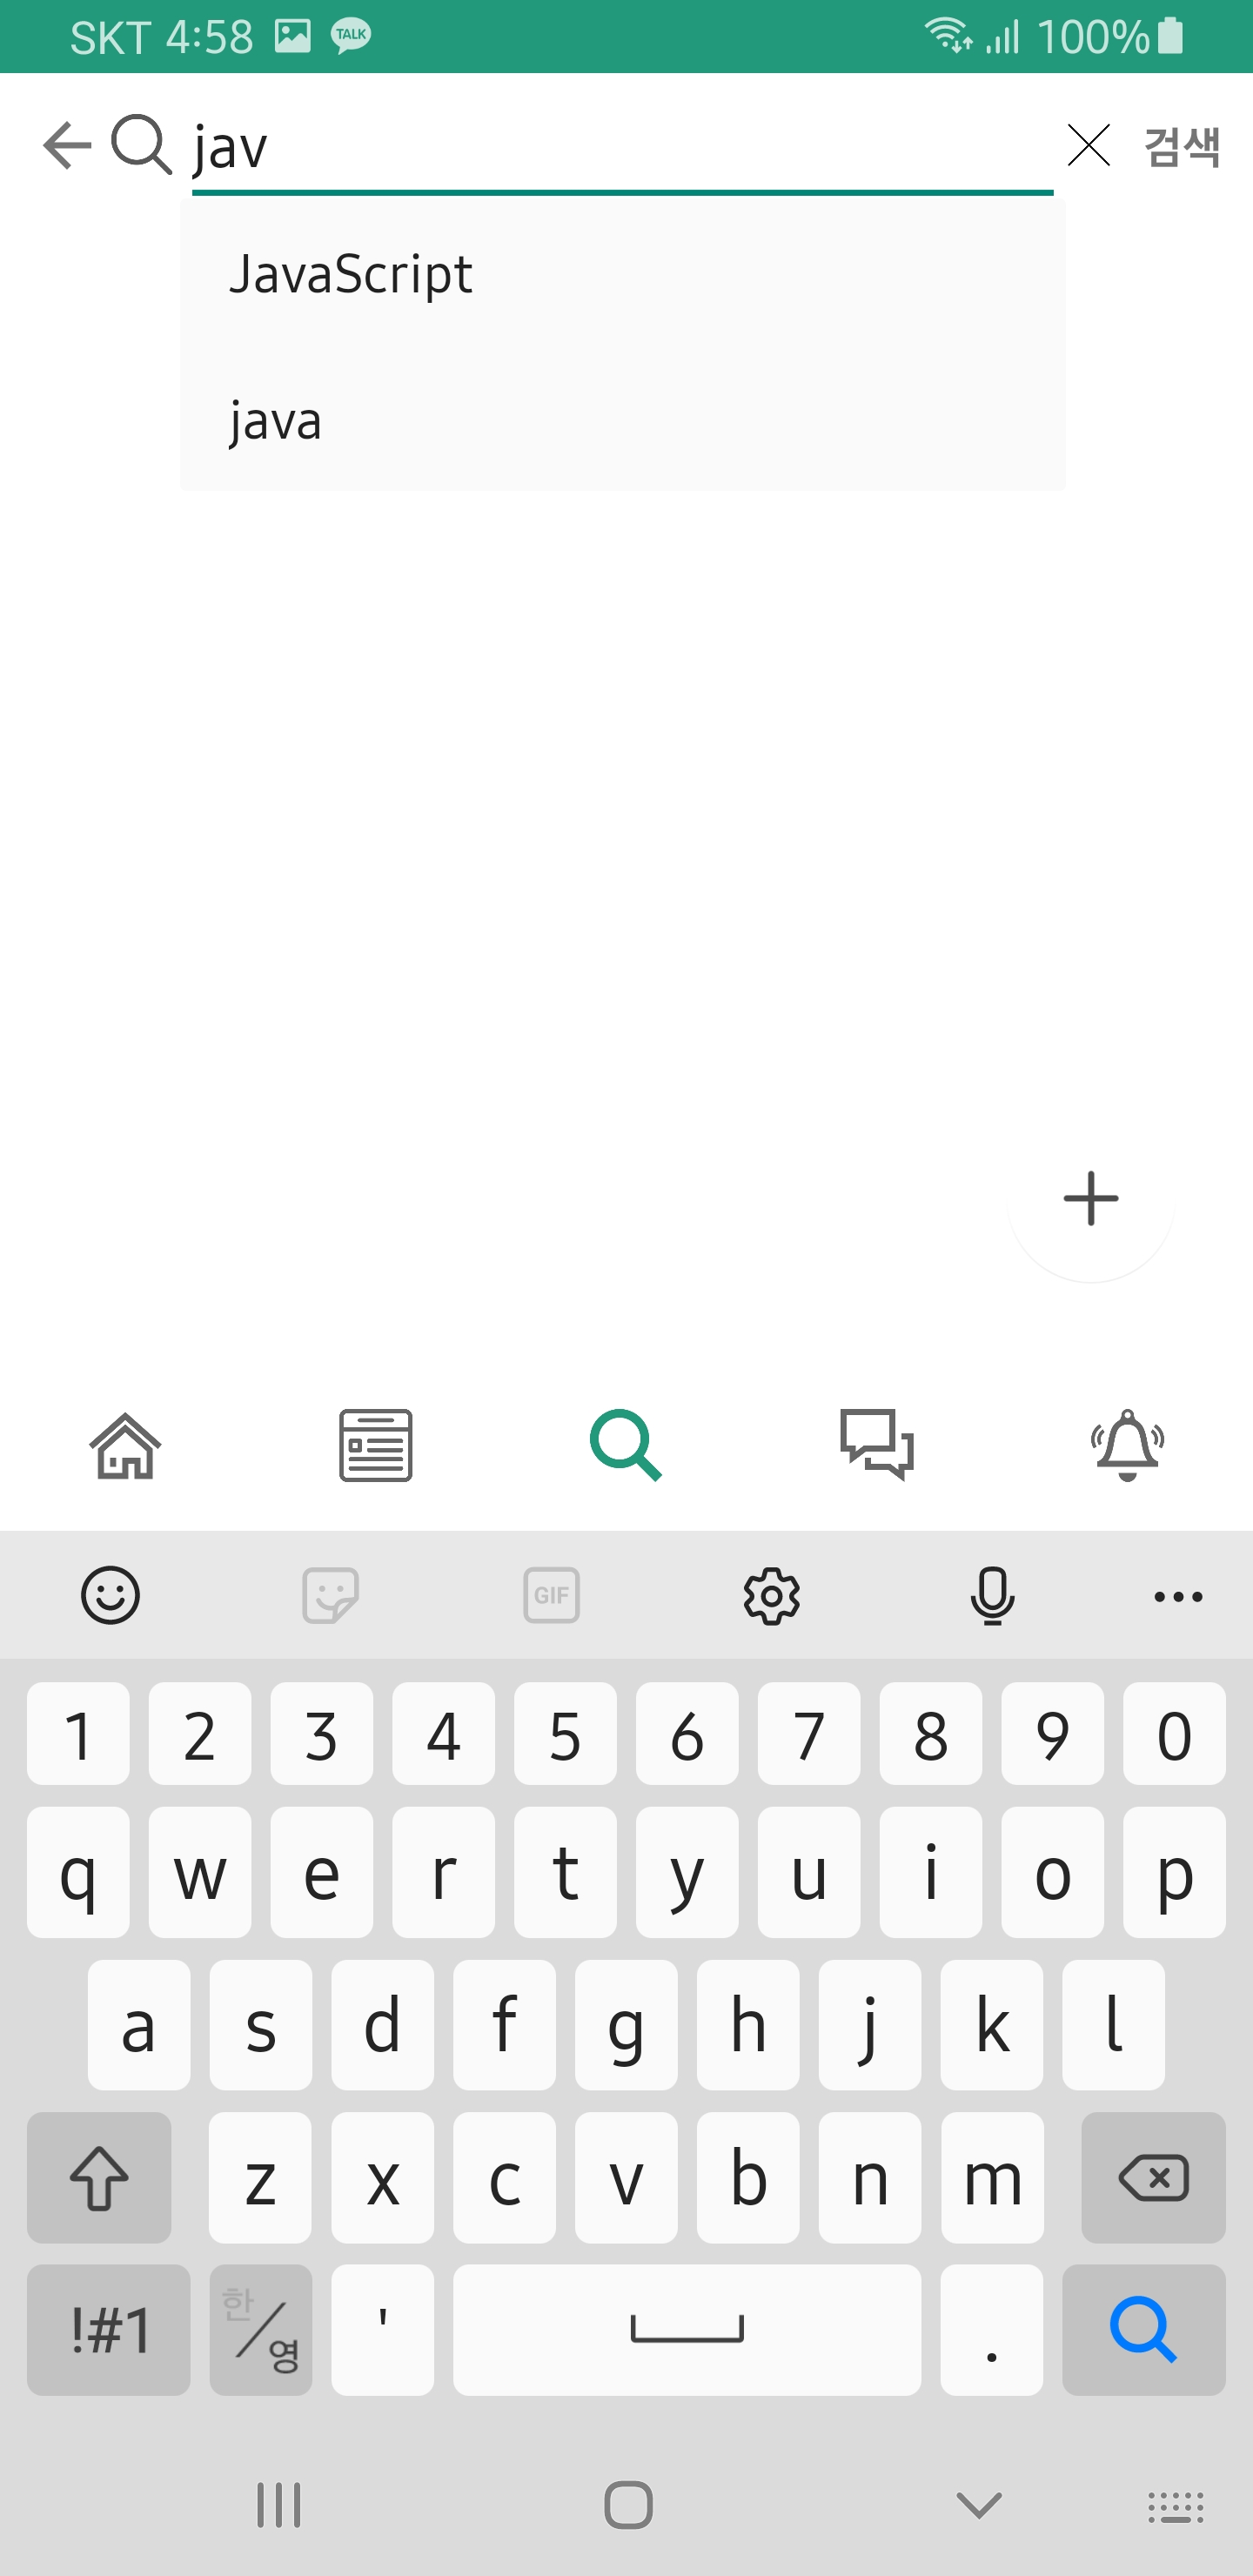 SKT 4:58 TALK 100%
jav 검색
JavaScript
java
GIF
1 2 3 4 5 6 7 8 9 0
q w e r t y u i o p
a s d f g h j k l
z x c v b n m
!#1 한/영 ' .